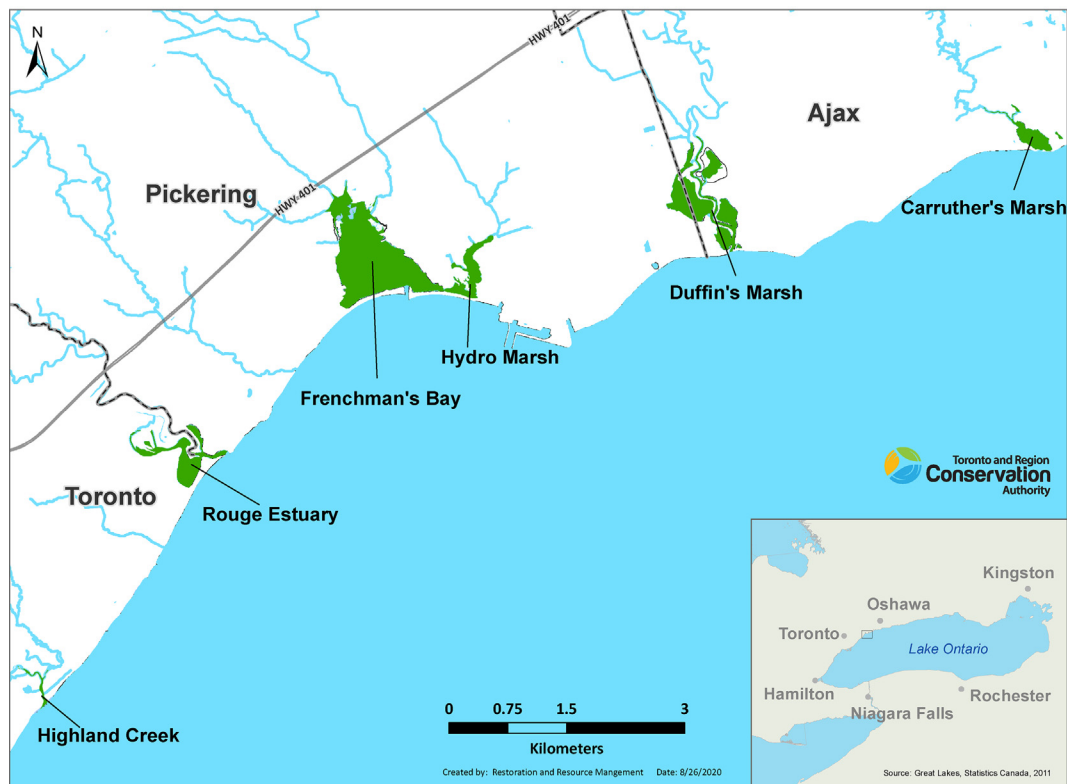 N
HWY-401
Ajax
Pickering
HWY-401
Carruther's Marsh
Duffin's Marsh
Hydro Marsh
Frenchman's Bay
Toronto and Region
Conservation
Authority
Toronto
Rouge Estuary
Kingston
Oshawa
Toronto
Lake Ontario
Hamilton
Rochester
Niagara Falls
0 0.75 1.5 3
Kilometers
Highland Creek
Created by: Restoration and Resource Mangement Date: 8/26/2020
Source: Great Lakes, Statistics Canada, 2011